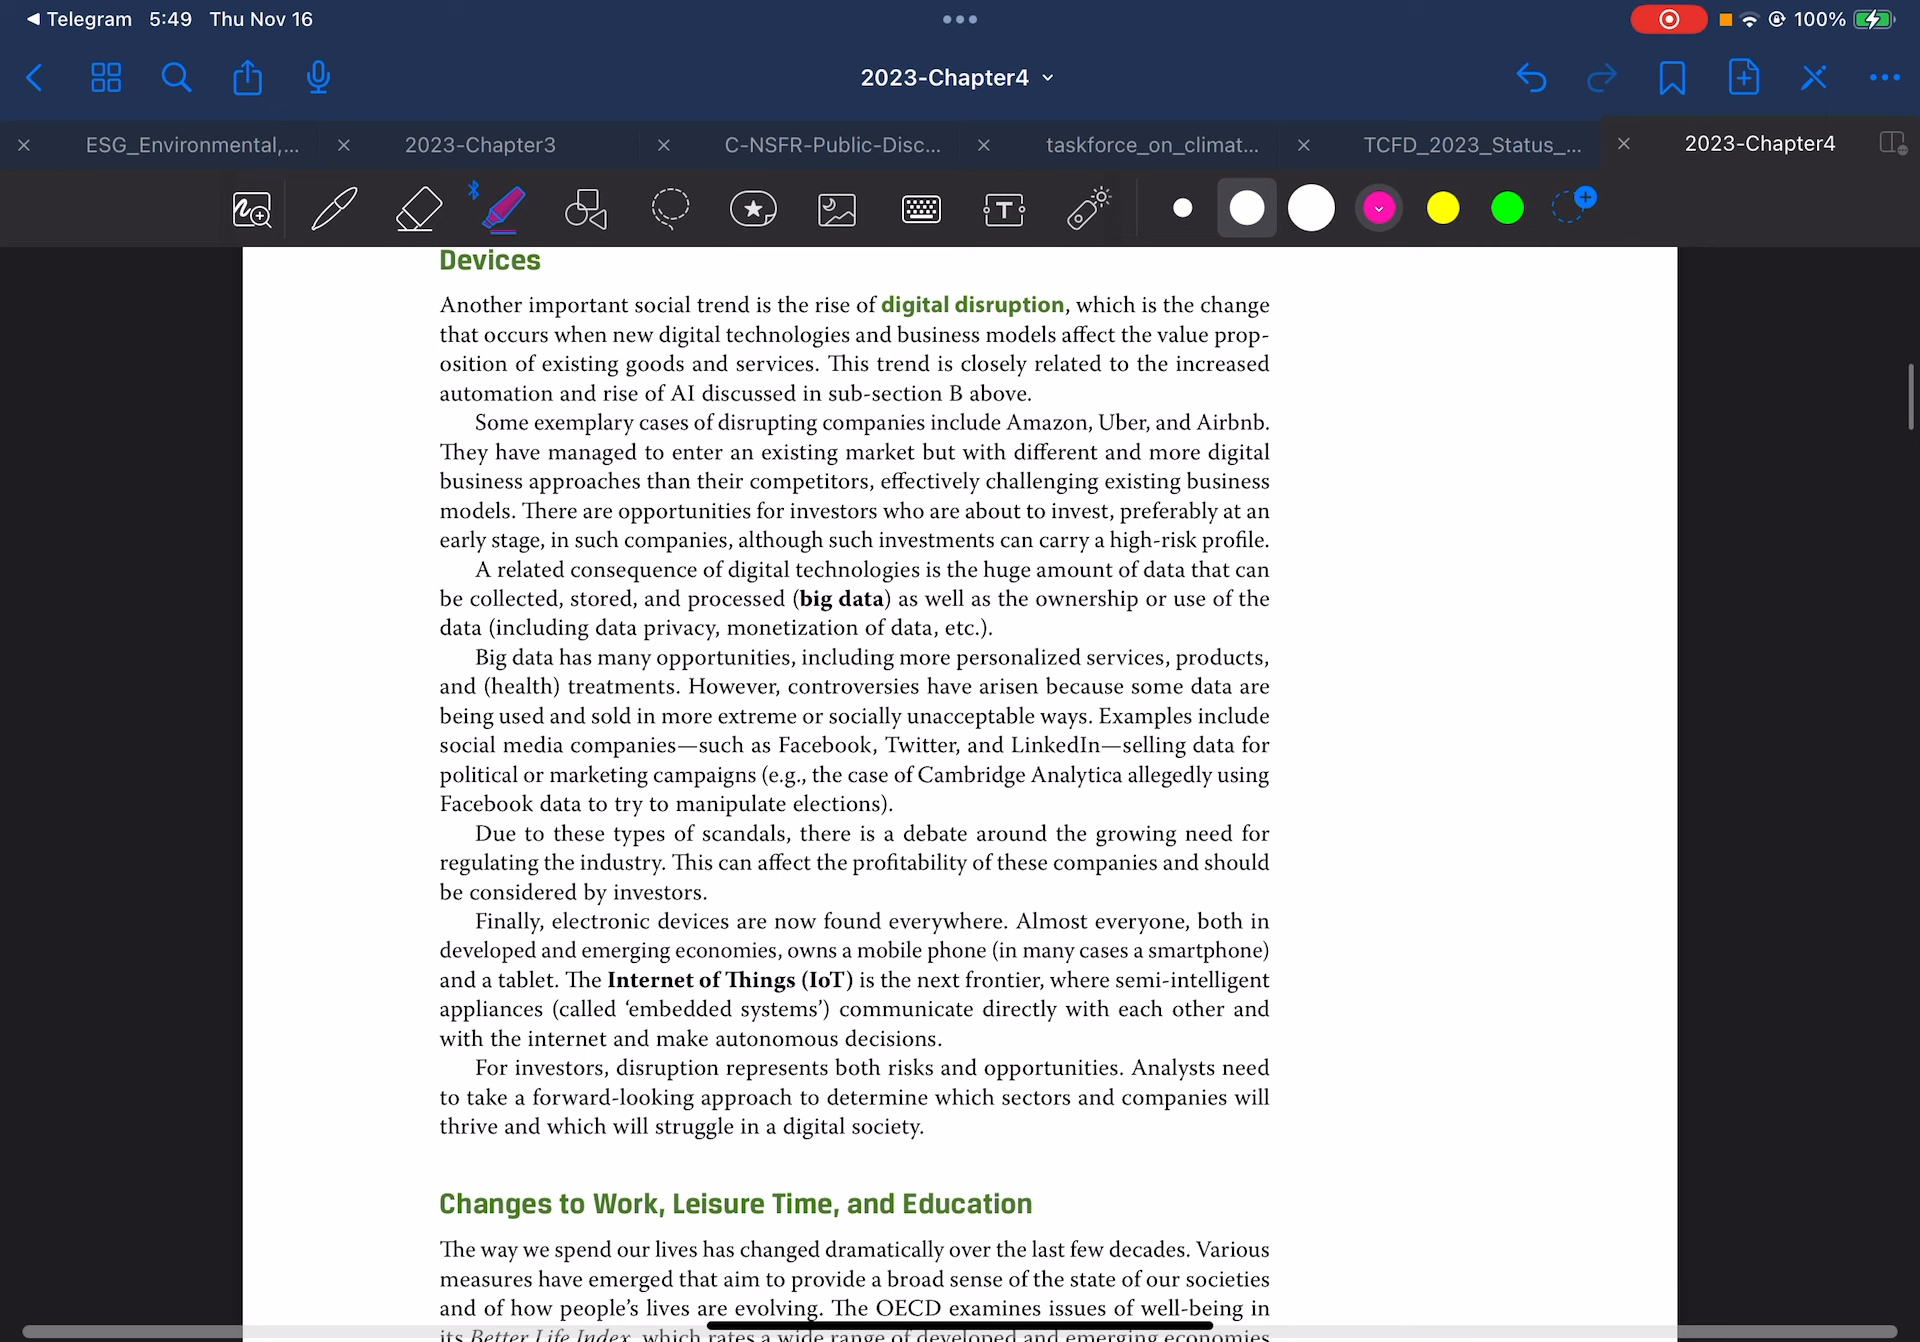 ◀ Telegram 5:49 Thu Nov 16
100%
2023-Chapter4
ESG_Environmental,...
2023-Chapter3
C-NSFR-Public-Disc...
taskforce_on_climat...
TCFD_2023_Status_...
2023-Chapter4
Devices
Another important social trend is the rise of digital disruption, which is the change
that occurs when new digital technologies and business models affect the value prop-
osition of existing goods and services. This trend is closely related to the increased
automation and rise of AI discussed in sub-section B above.
Some exemplary cases of disrupting companies include Amazon, Uber, and Airbnb.
They have managed to enter an existing market but with different and more digital
business approaches than their competitors, effectively challenging existing business
models. There are opportunities for investors who are about to invest, preferably at an
early stage, in such companies, although such investments can carry a high-risk profile.
A related consequence of digital technologies is the huge amount of data that can
be collected, stored, and processed (big data) as well as the ownership or use of the
data (including data privacy, monetization of data, etc.).
Big data has many opportunities, including more personalized services, products,
and (health) treatments. However, controversies have arisen because some data are
being used and sold in more extreme or socially unacceptable ways. Examples include
social media companies—such as Facebook, Twitter, and LinkedIn—selling data for
political or marketing campaigns (e.g., the case of Cambridge Analytica allegedly using
Facebook data to try to manipulate elections).
Due to these types of scandals, there is a debate around the growing need for
regulating the industry. This can affect the profitability of these companies and should
be considered by investors.
Finally, electronic devices are now found everywhere. Almost everyone, both in
developed and emerging economies, owns a mobile phone (in many cases a smartphone)
and a tablet. The Internet of Things (IoT) is the next frontier, where semi-intelligent
appliances (called ‘embedded systems’) communicate directly with each other and
with the internet and make autonomous decisions.
For investors, disruption represents both risks and opportunities. Analysts need
to take a forward-looking approach to determine which sectors and companies will
thrive and which will struggle in a digital society.
Changes to Work, Leisure Time, and Education
The way we spend our lives has changed dramatically over the last few decades. Various
measures have emerged that aim to provide a broad sense of the state of our societies
and of how people’s lives are evolving. The OECD examines issues of well-being in
its Better Life Index, which rates a wide range of developed and emerging economies